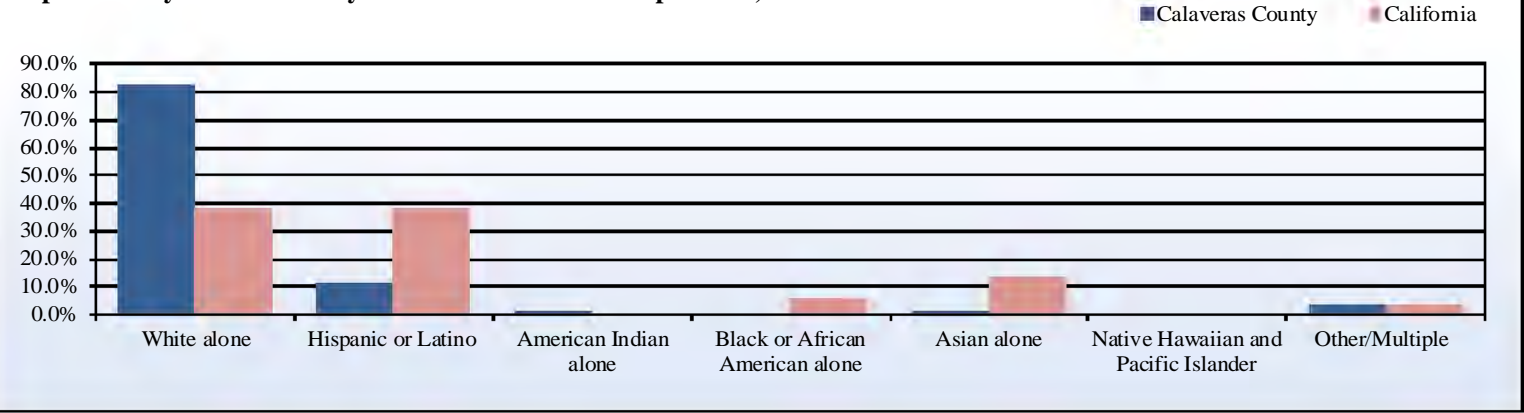 Calaveras County California
90.0%
80.0%
70.0%
60.0%
50.0%
40.0%
30.0%
20.0%
10.0%
0.0%
White alone
Hispanic or Latino
American Indian
alone
Black or African
American alone
Asian alone
Native Hawaiian and
Pacific Islander
Other/Multiple